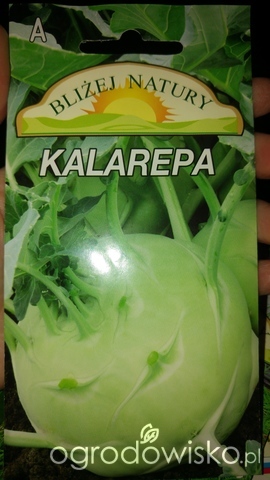 A
BLIŻEJ NATURY
KALAREPA
ogrodowisko.pl